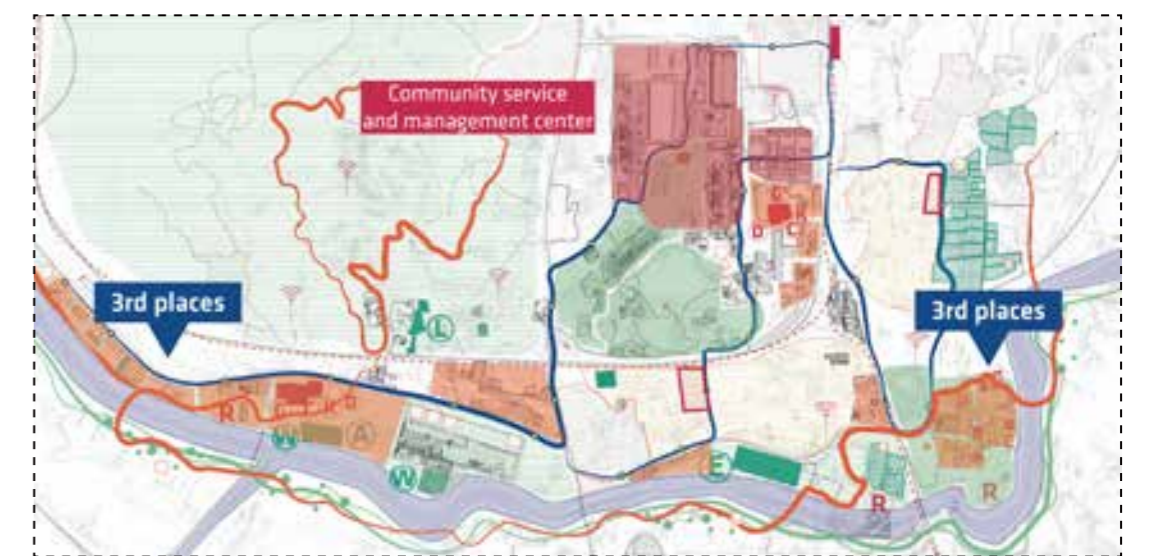 Community service
and management center
3rd places
3rd places
G
D
C
L
R
A
W
W
E
R
R